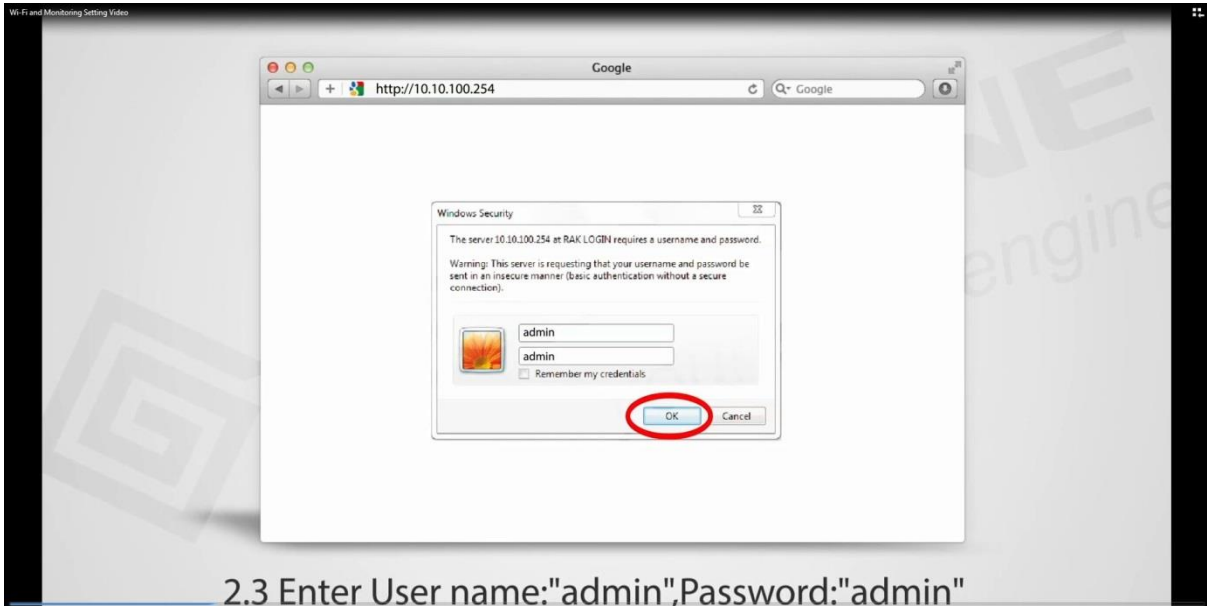 Wi-Fi and Monitoring Setting Video
Google
http://10.10.100.254
Google
Windows Security
The server 10.10.100.254 at RAK LOGIN requires a username and password.
Warning: This server is requesting that your username and password be
sent in an insecure manner (basic authentication without a secure
connection).
admin
admin
Remember my credentials
OK
Cancel
engine
2.3 Enter User name:"admin",Password:"admin"